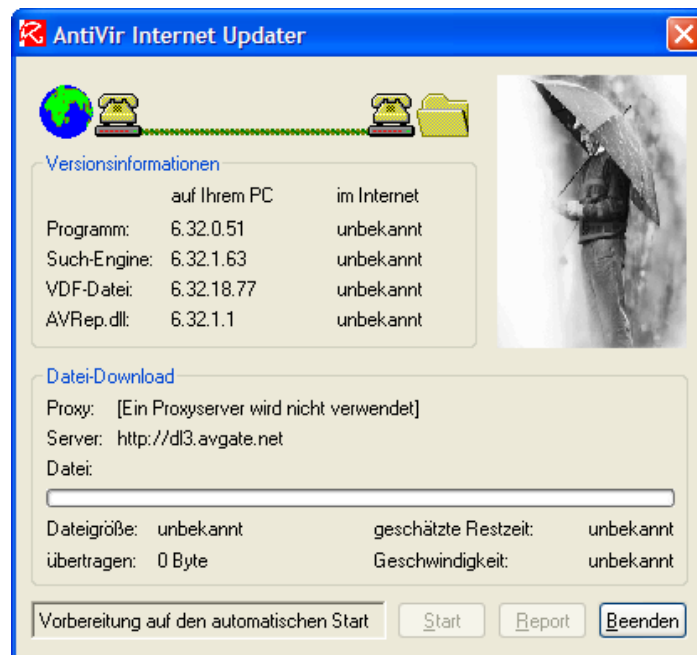 AntiVir Internet Updater
Versionsinformationen
auf Ihrem PC im Internet
Programm: 6.32.0.51 unbekannt
Such-Engine: 6.32.1.63 unbekannt
VDF-Datei: 6.32.18.77 unbekannt
AVRep.dll: 6.32.1.1 unbekannt
Datei-Download
Proxy: [Ein Proxyserver wird nicht verwendet]
Server: http://dl3.avgate.net
Datei:
Dateigröße: unbekannt geschätzte Restzeit: unbekannt
übertragen: 0 Byte Geschwindigkeit: unbekannt
Vorbereitung auf den automatischen Start Start Report Beenden